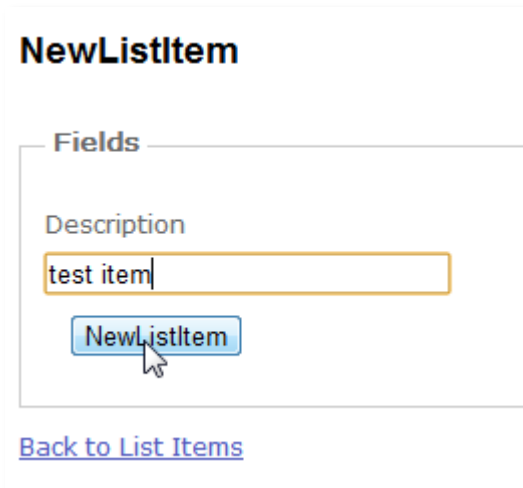 NewListItem
Fields
Description
test item
NewListItem
Back to List Items